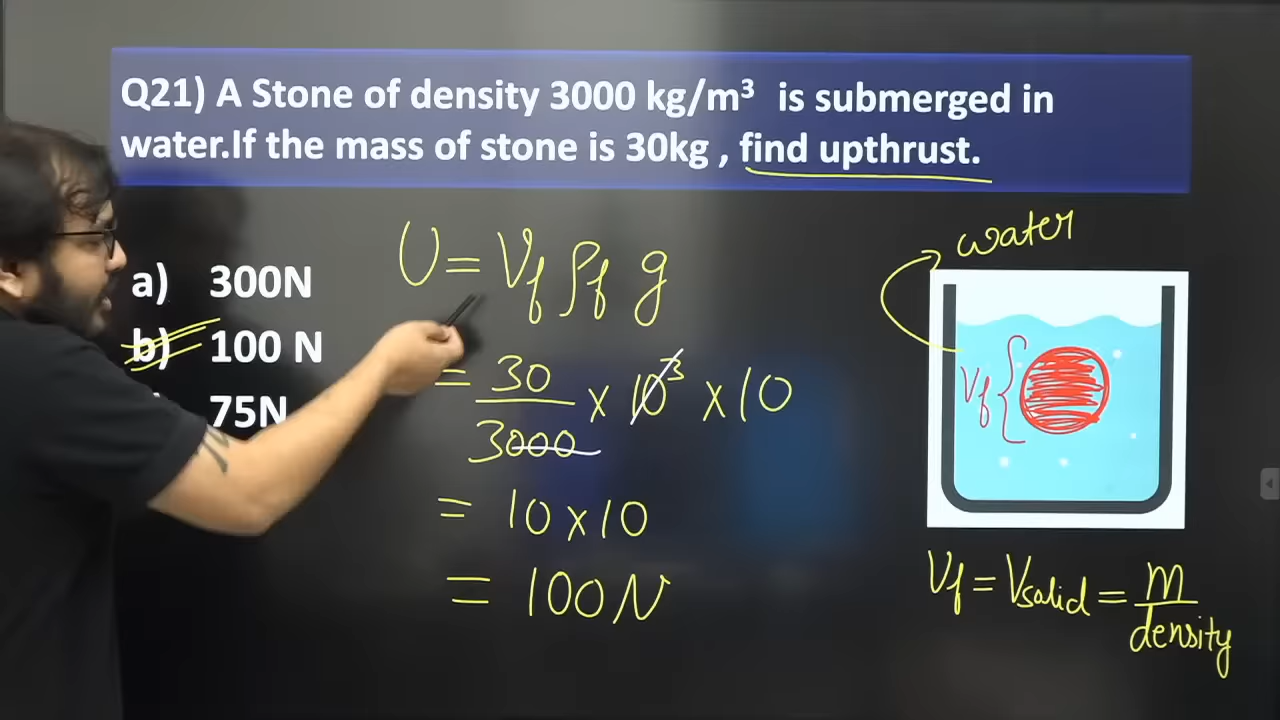 Q21) A Stone of density 3000 kg/m³ is submerged in
water.If the mass of stone is 30kg , find upthrust.
a) 300N
b) 100 N
75N
U = Vf ρf g
= 30/3000 × 10³ × 10
= 10 × 10
= 100 N
water
Vf
Vf = Vsolid = m/density